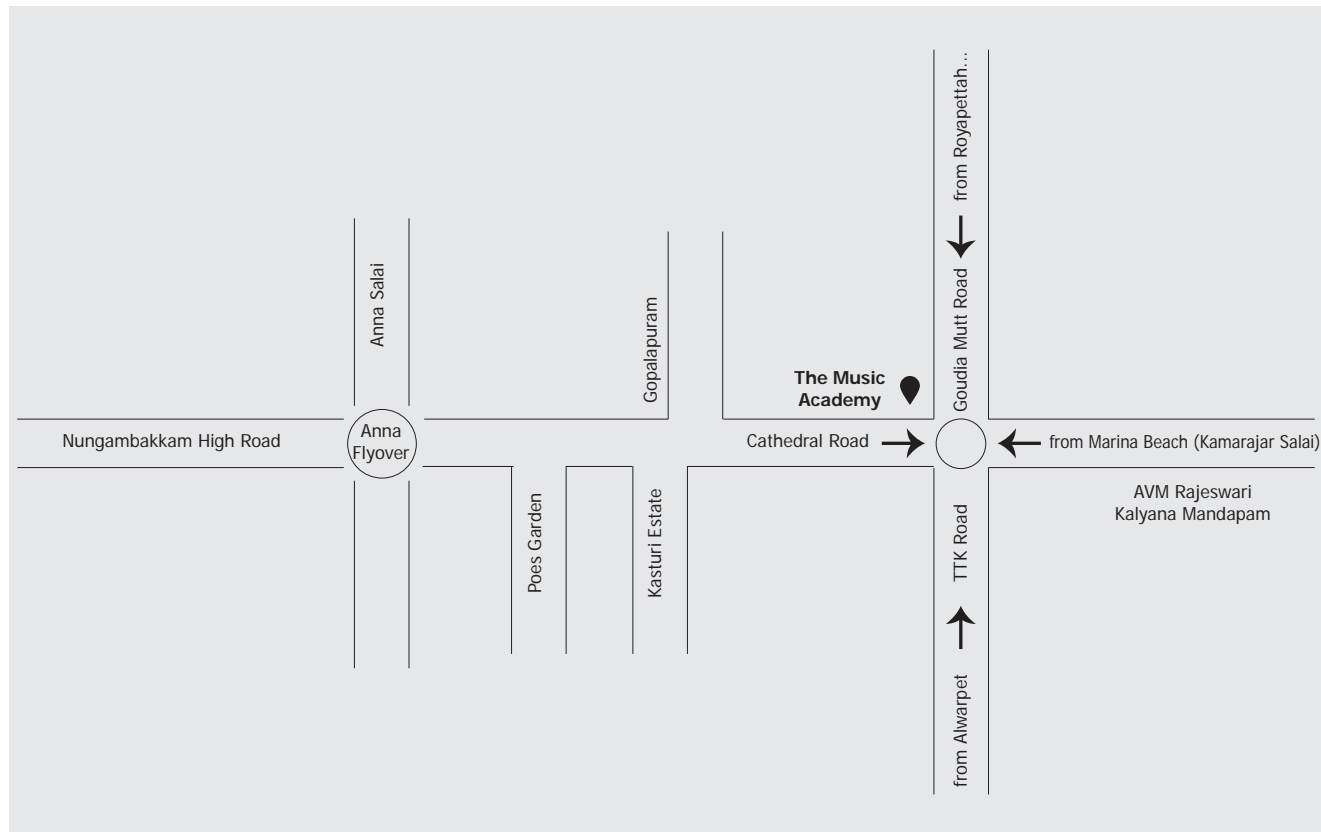 from Royapettah...
Goudia Mutt Road
Anna Salai
Gopalapuram
The Music
Academy
Nungambakkam High Road
Anna
Flyover
Cathedral Road
from Marina Beach (Kamarajar Salai)
AVM Rajeswari
Kalyana Mandapam
Poes Garden
Kasturi Estate
TTK Road
from Alwarpet